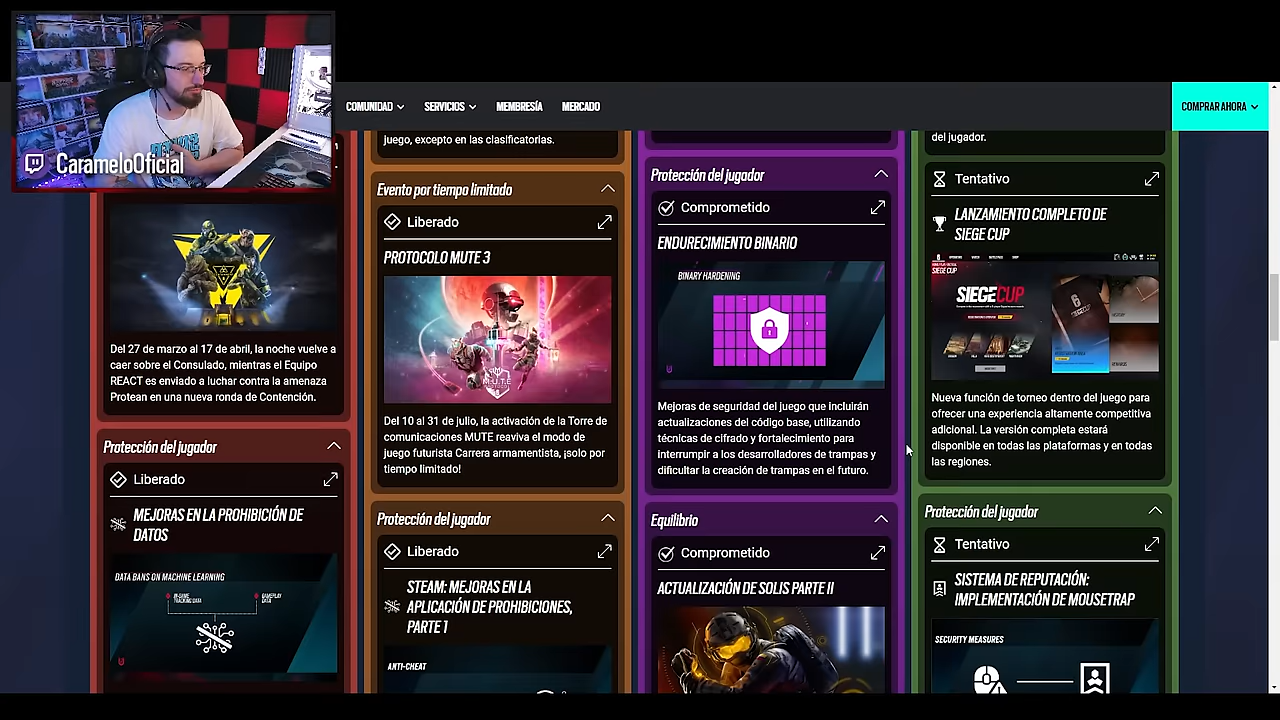 CarameloOficial
COMUNIDAD
SERVICIOS
MEMBRESÍA
MERCADO
COMPRAR AHORA
Del 27 de marzo al 17 de abril, la noche vuelve a
caer sobre el Consulado, mientras el Equipo
REACT es enviado a luchar contra la amenaza
Protean en una nueva ronda de Contención.
Protección del jugador
Liberado
MEJORAS EN LA PROHIBICIÓN DE
DATOS
DATA BANS ON MACHINE LEARNING
IN-GAME
TRACKING DATA
GAMEPLAY
DATA
juego, excepto en las clasificatorias.
Evento por tiempo limitado
Liberado
PROTOCOLO MUTE 3
M.U.T.E
Del 10 al 31 de julio, la activación de la Torre de
comunicaciones MUTE reaviva el modo de
juego futurista Carrera armamentista, ¡solo por
tiempo limitado!
Protección del jugador
Liberado
STEAM: MEJORAS EN LA
APLICACIÓN DE PROHIBICIONES,
PARTE 1
ANTI-CHEAT
Protección del jugador
Comprometido
ENDURECIMIENTO BINARIO
BINARY HARDENING
Mejoras de seguridad del juego que incluirán
actualizaciones del código base, utilizando
técnicas de cifrado y fortalecimiento para
interrumpir a los desarrolladores de trampas y
dificultar la creación de trampas en el futuro.
Equilibrio
Comprometido
ACTUALIZACIÓN DE SOLIS PARTE II
del jugador.
Tentativo
LANZAMIENTO COMPLETO DE
SIEGE CUP
SIEGE CUP
SIEGE CUP
Nueva función de torneo dentro del juego para
ofrecer una experiencia altamente competitiva
adicional. La versión completa estará
disponible en todas las plataformas y en todas
las regiones.
Protección del jugador
Tentativo
SISTEMA DE REPUTACIÓN:
IMPLEMENTACIÓN DE MOUSETRAP
SECURITY MEASURES